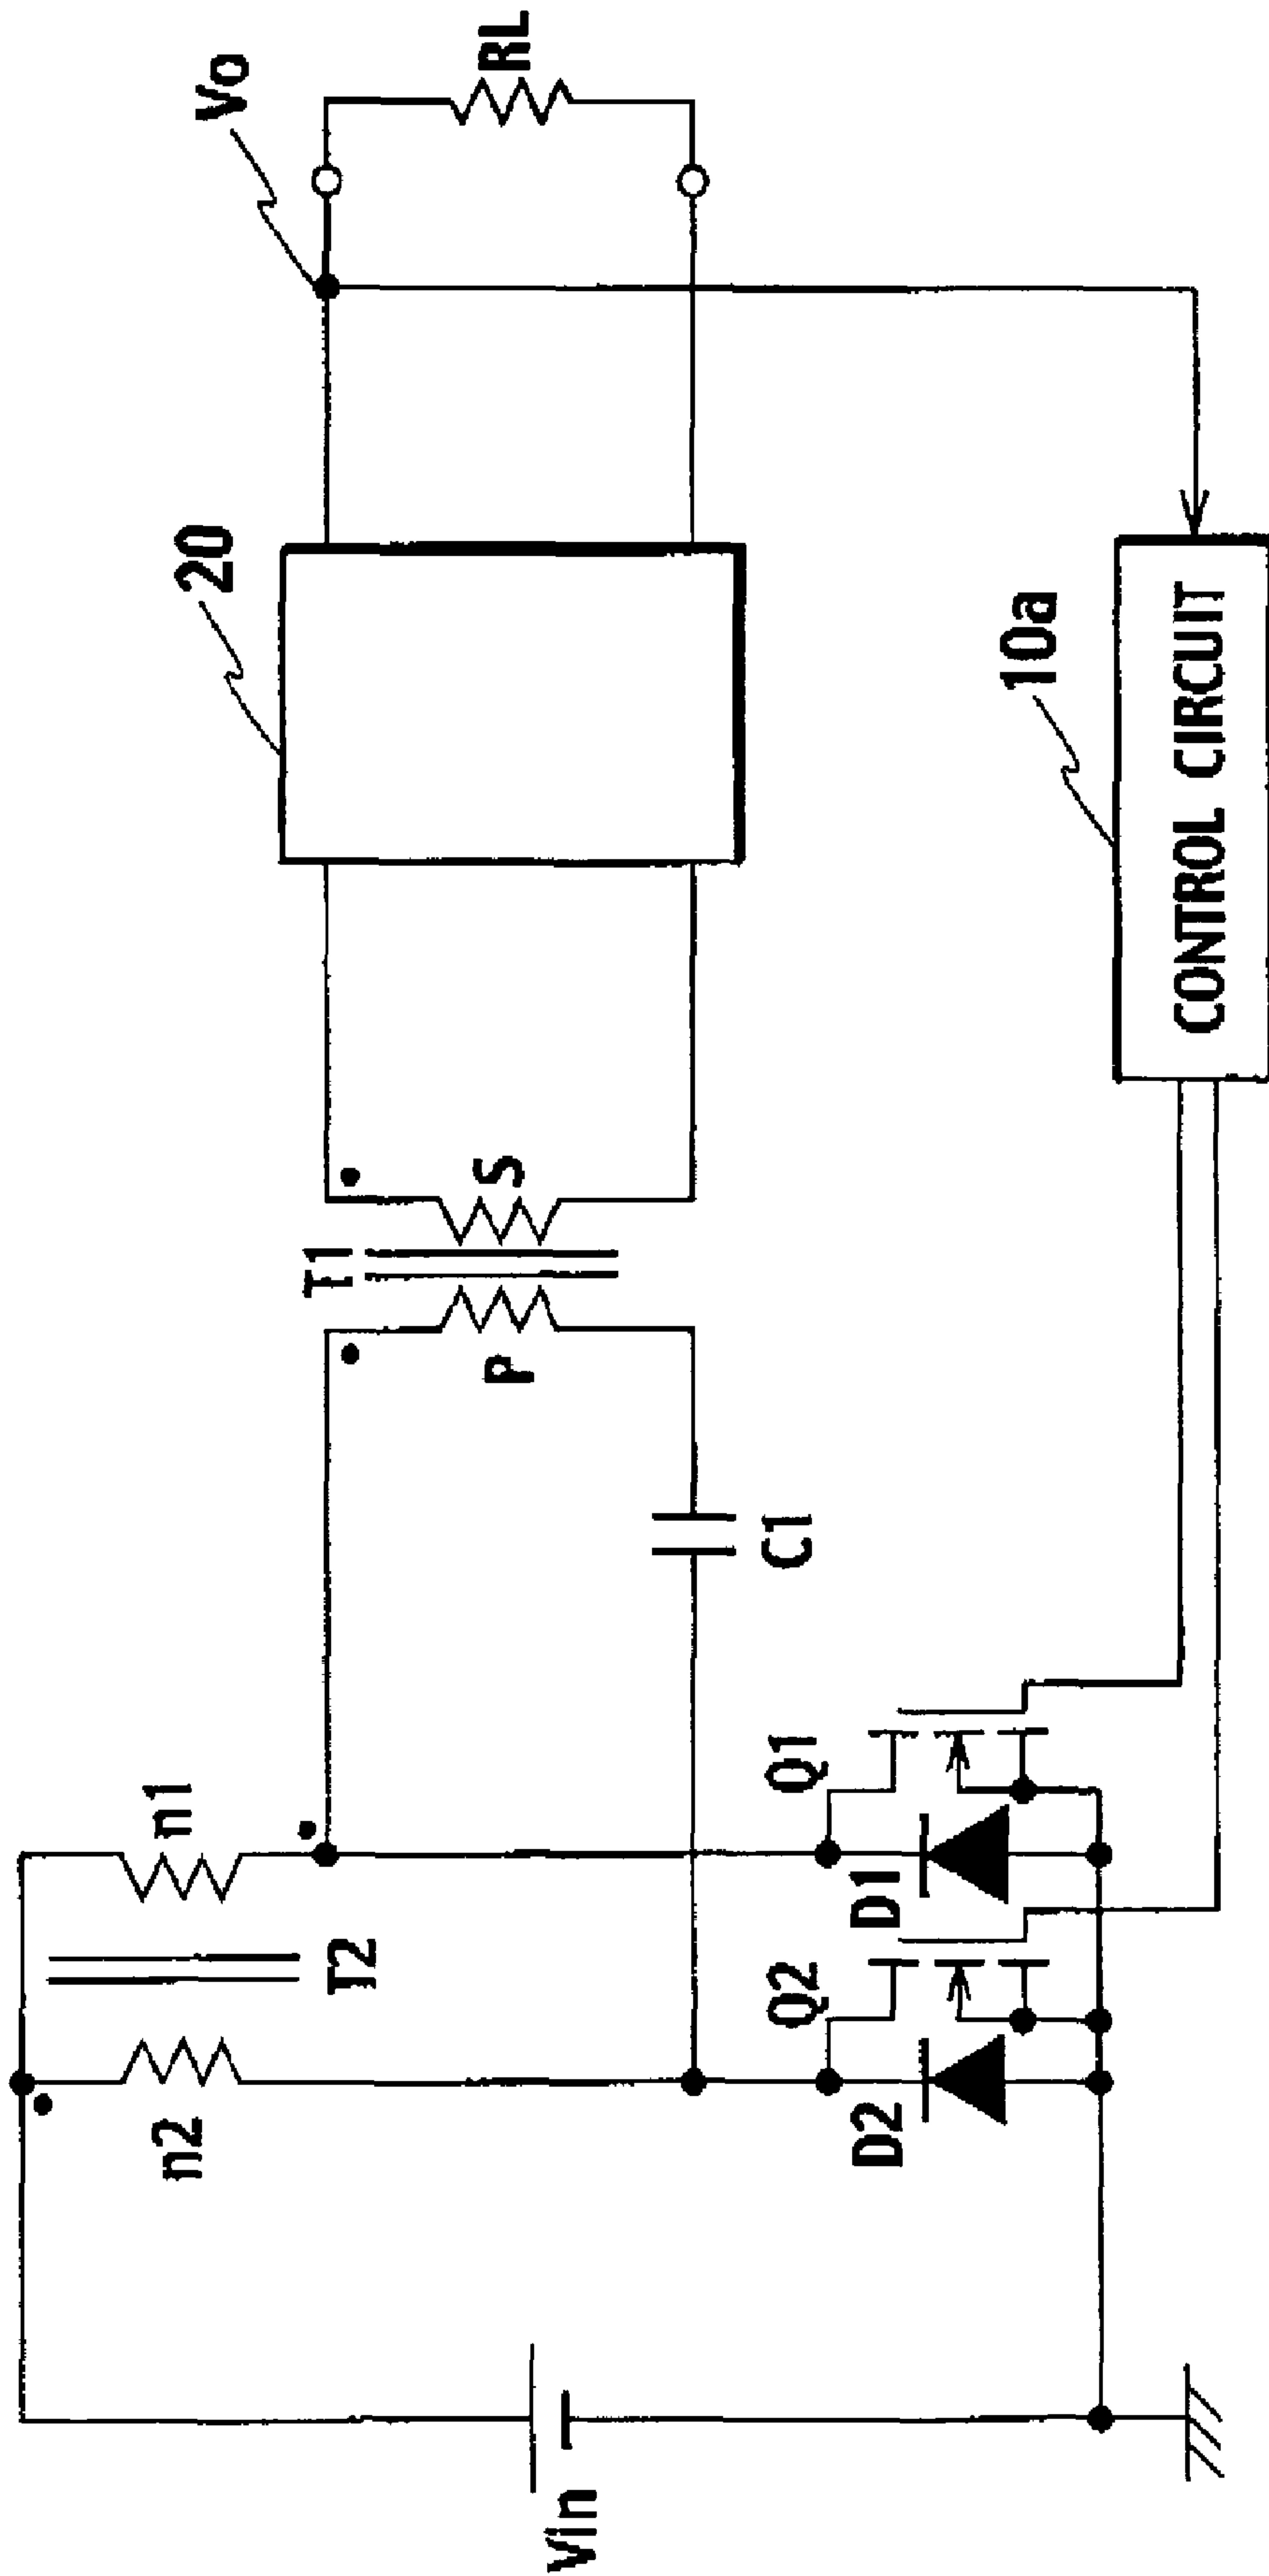 Vin
n2
T2
n1
D2
Q2
D1
Q1
C1
P
T1
S
20
Vo
RL
10a
CONTROL CIRCUIT